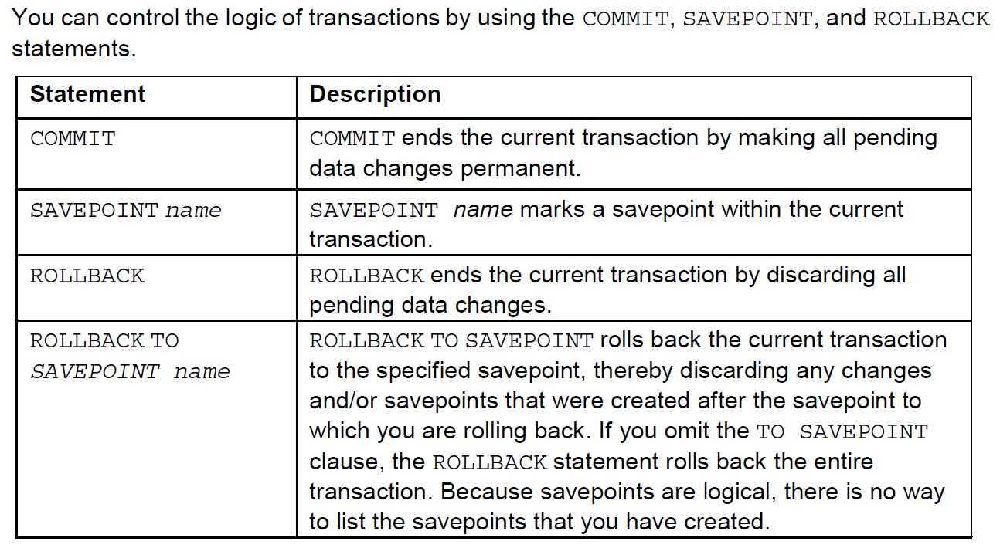 You can control the logic of transactions by using the COMMIT, SAVEPOINT, and ROLLBACK
statements.
Statement
Description
COMMIT
COMMIT ends the current transaction by making all pending
data changes permanent.
SAVEPOINT name
SAVEPOINT name marks a savepoint within the current
transaction.
ROLLBACK
ROLLBACK ends the current transaction by discarding all
pending data changes.
ROLLBACK TO
SAVEPOINT name
ROLLBACK TO SAVEPOINT rolls back the current transaction
to the specified savepoint, thereby discarding any changes
and/or savepoints that were created after the savepoint to
which you are rolling back. If you omit the TO SAVEPOINT
clause, the ROLLBACK statement rolls back the entire
transaction. Because savepoints are logical, there is no way
to list the savepoints that you have created.